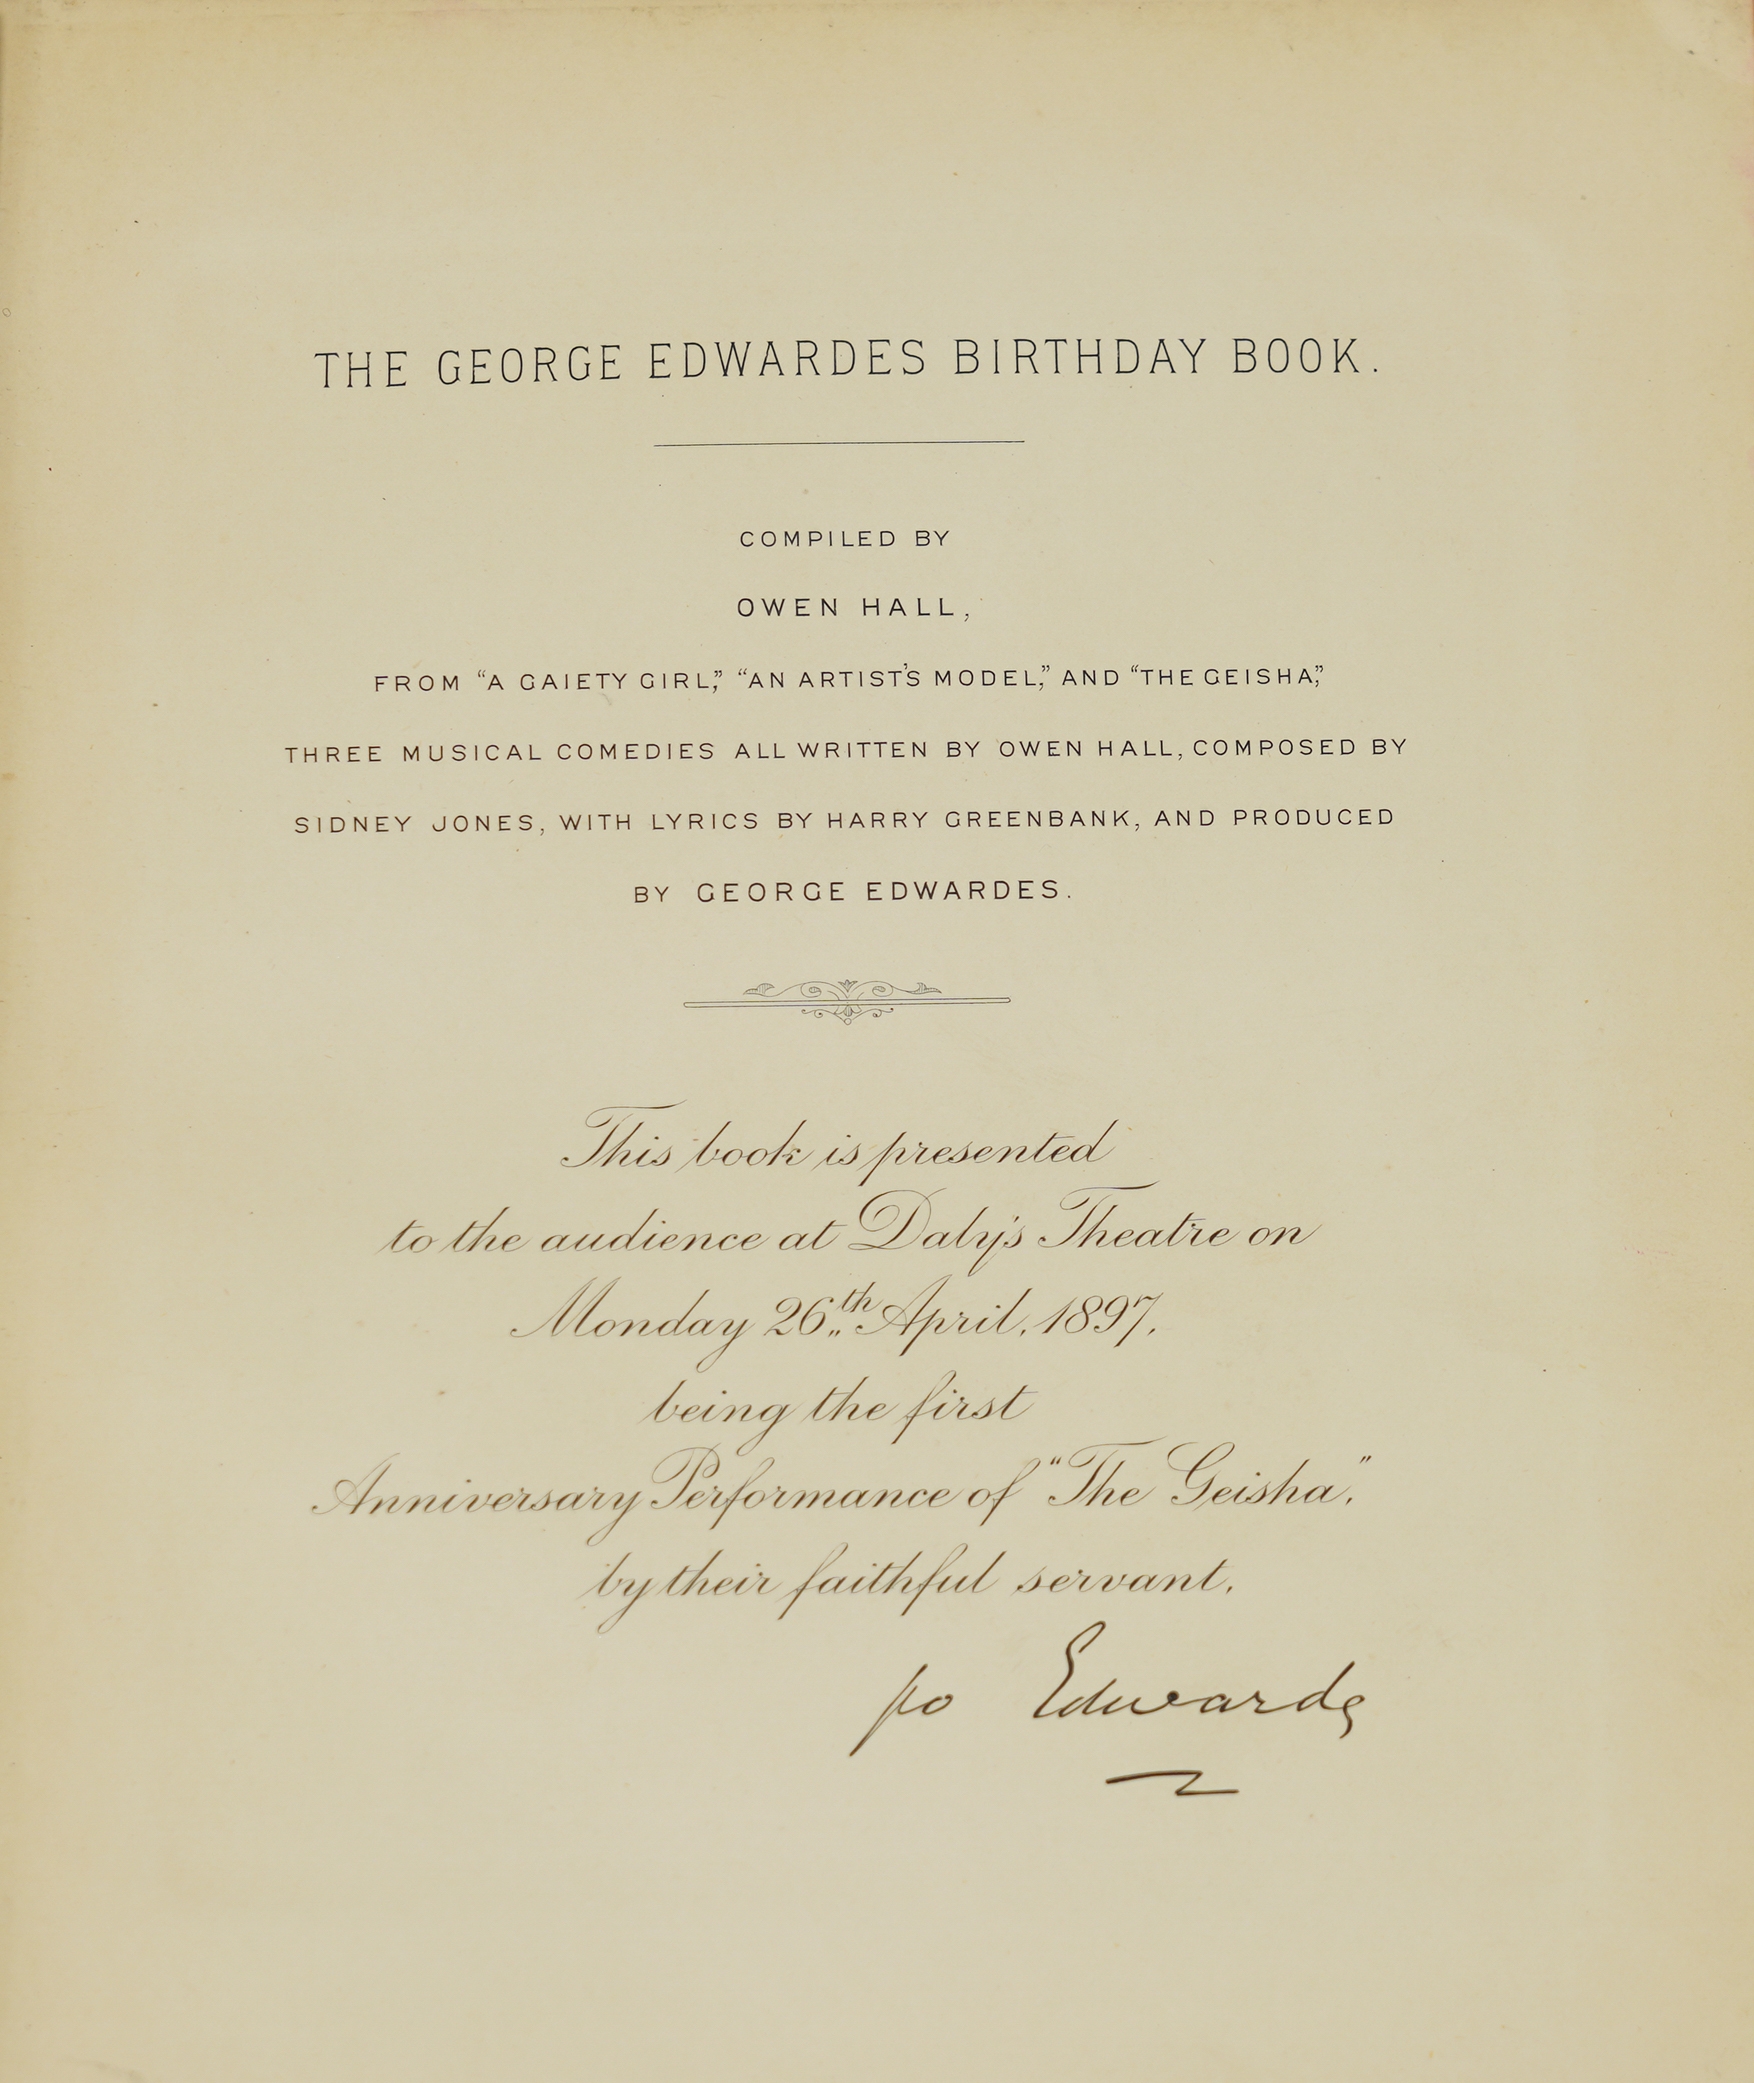 THE GEORGE EDWARDES BIRTHDAY BOOK.
COMPILED BY
OWEN HALL,
FROM “A GAIETY GIRL,” “AN ARTIST'S MODEL,” AND “THE GEISHA,”
THREE MUSICAL COMEDIES ALL WRITTEN BY OWEN HALL, COMPOSED BY
SIDNEY JONES, WITH LYRICS BY HARRY GREENBANK, AND PRODUCED
BY GEORGE EDWARDES.
This book is presented
to the audience at Daly's Theatre on
Monday 26th April, 1897,
being the first
Anniversary Performance of “The Geisha”.
by their faithful servant,
Edwardes